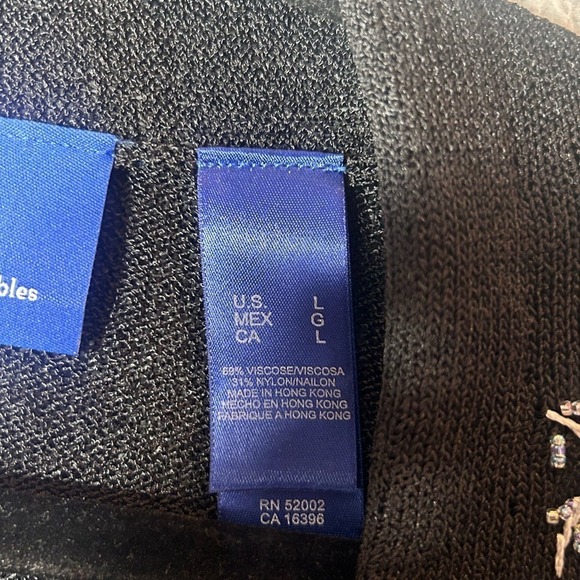 bles
U.S. L
MEX G
CA L
69% VISCOSE/VISCOSA
31% NYLON/NAILON
MADE IN HONG KONG
HECHO EN HONG KONG
FABRIQUE A HONG KONG
RN 52002
CA 16396